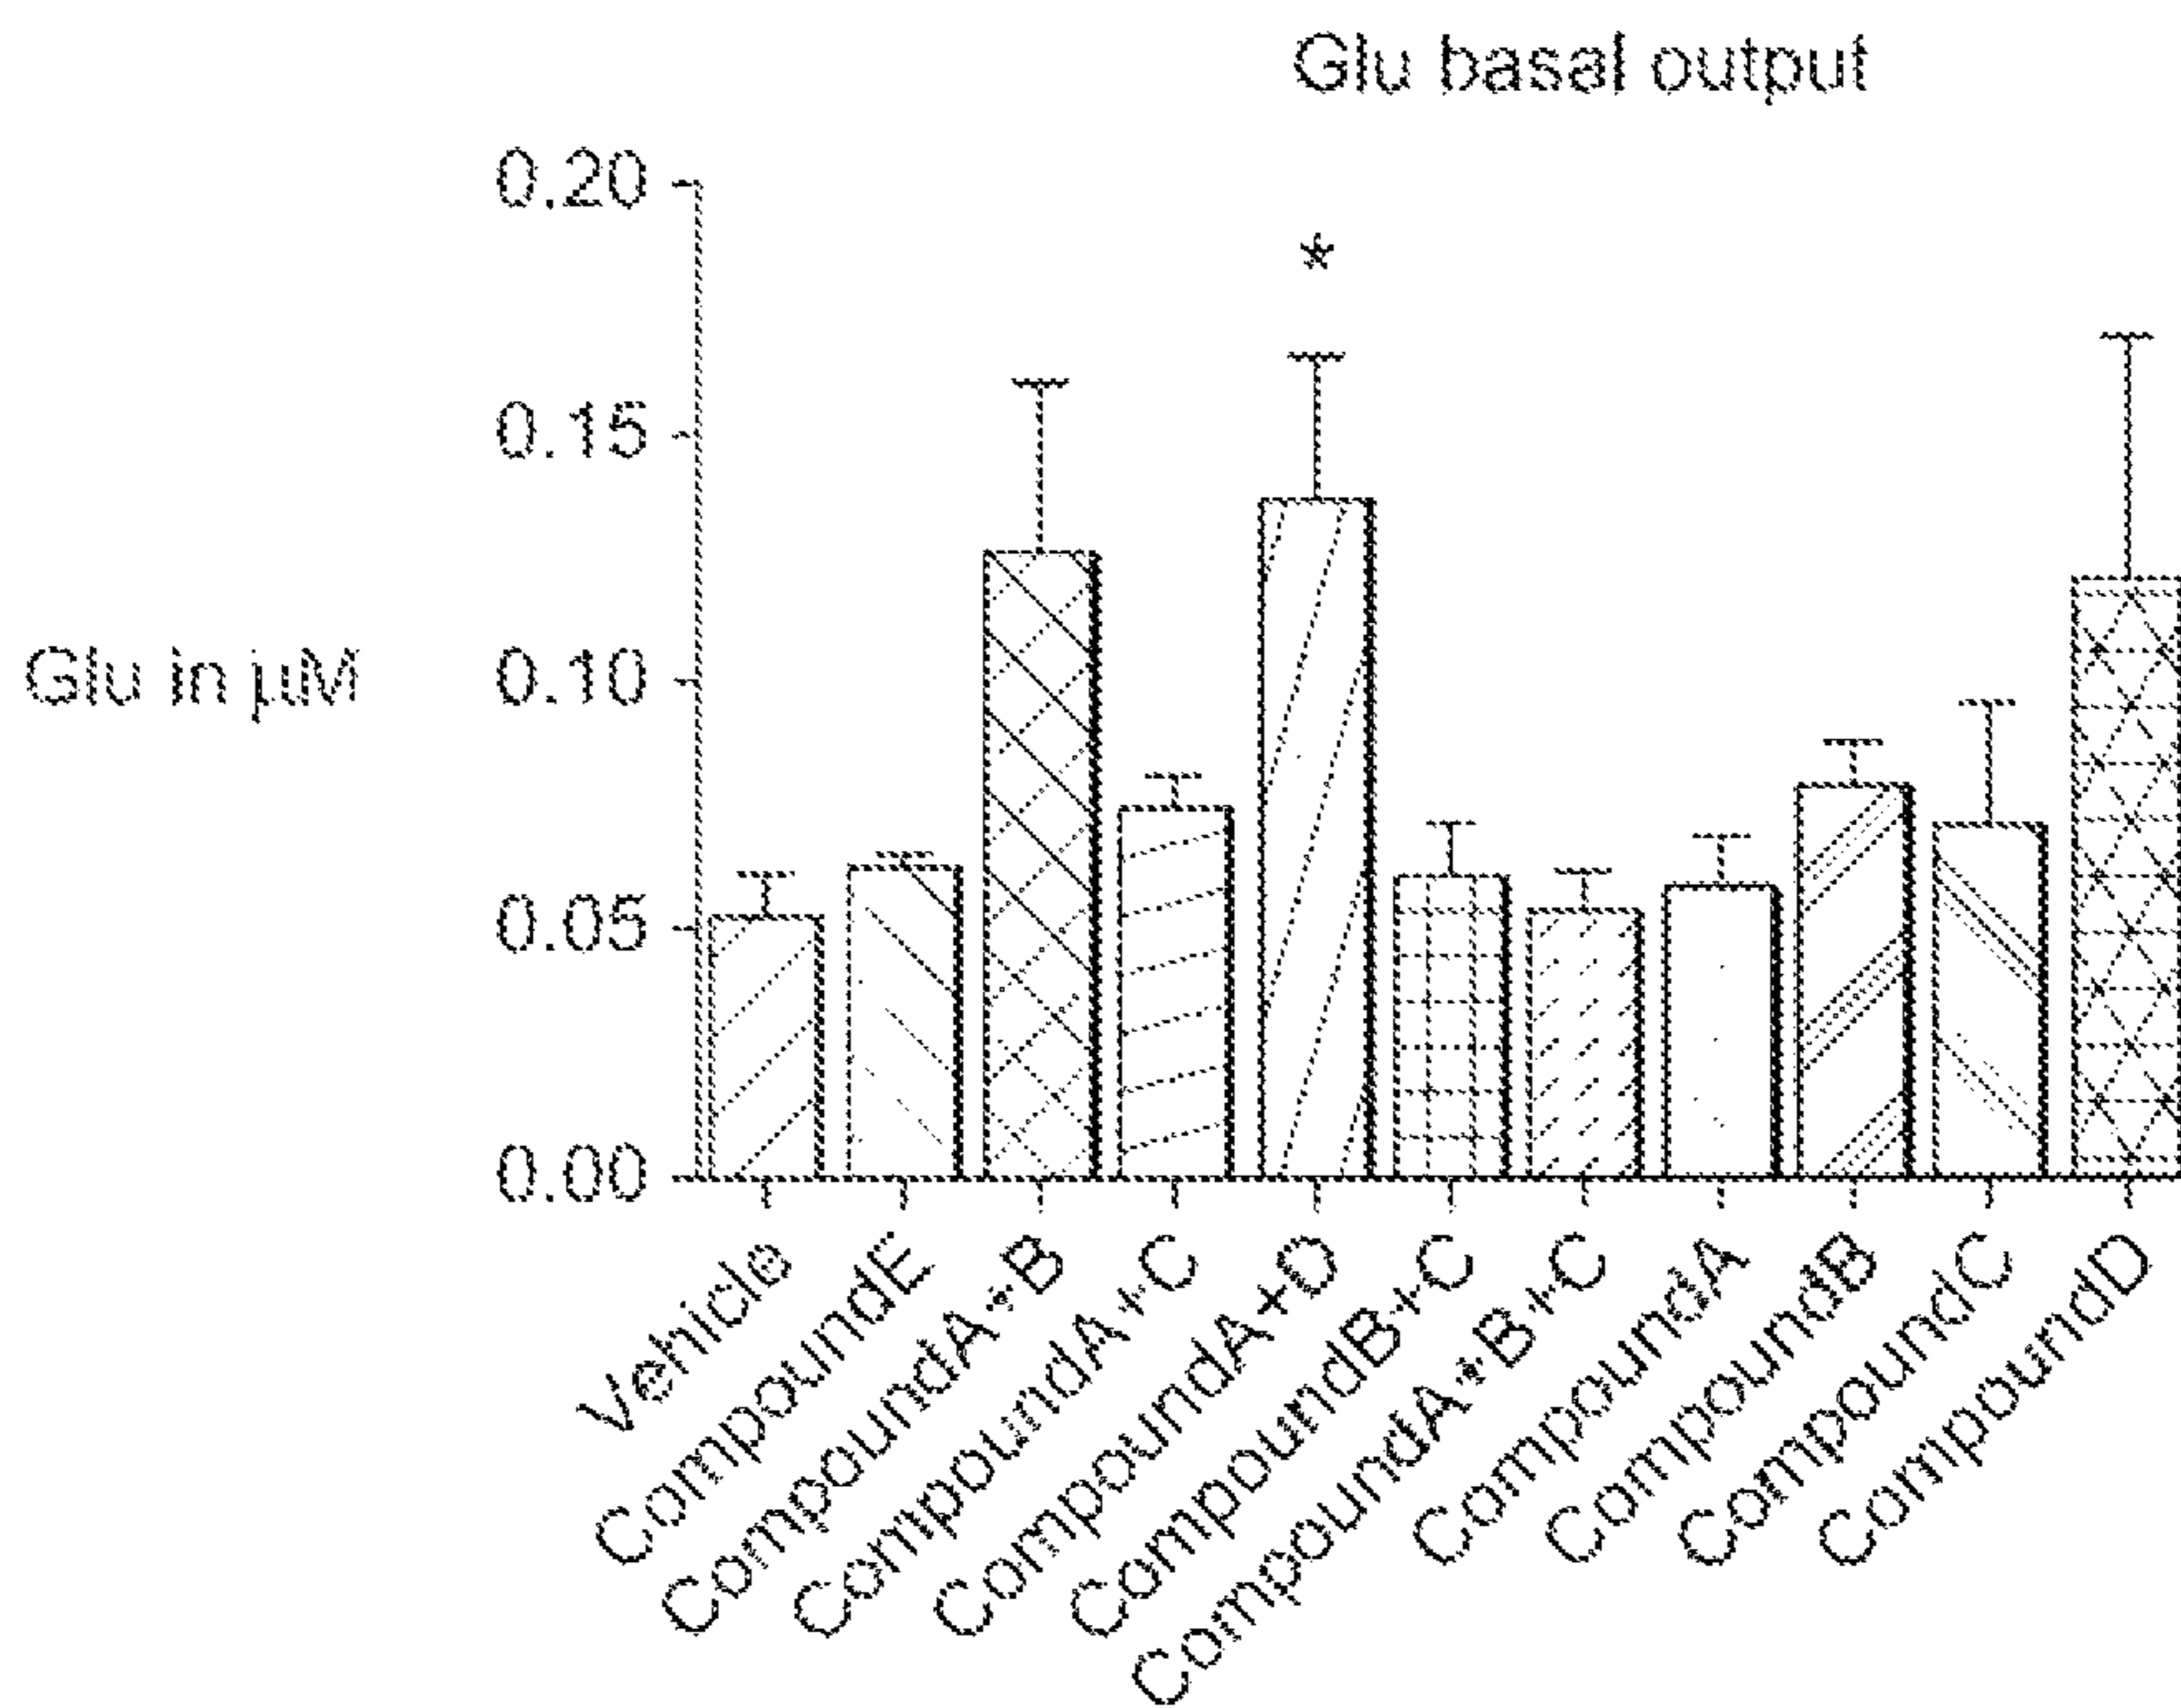 Glu basal output
0.20
*
0.15
Glu in µM
0.10
0.05
0.00
Vehicle
CompoundE
CompoundA+B
CompoundA+C
CompoundA+D
CompoundB+C
CompoundA+B+C
CompoundA
CompoundB
CompoundC
CompoundD